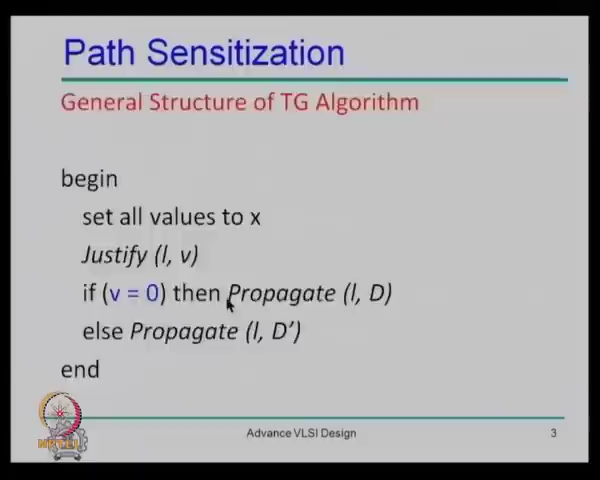 Path Sensitization
General Structure of TG Algorithm
begin
set all values to x
Justify (l, v)
if (v = 0) then Propagate (l, D)
else Propagate (l, D’)
end
NPTEL
Advance VLSI Design
3